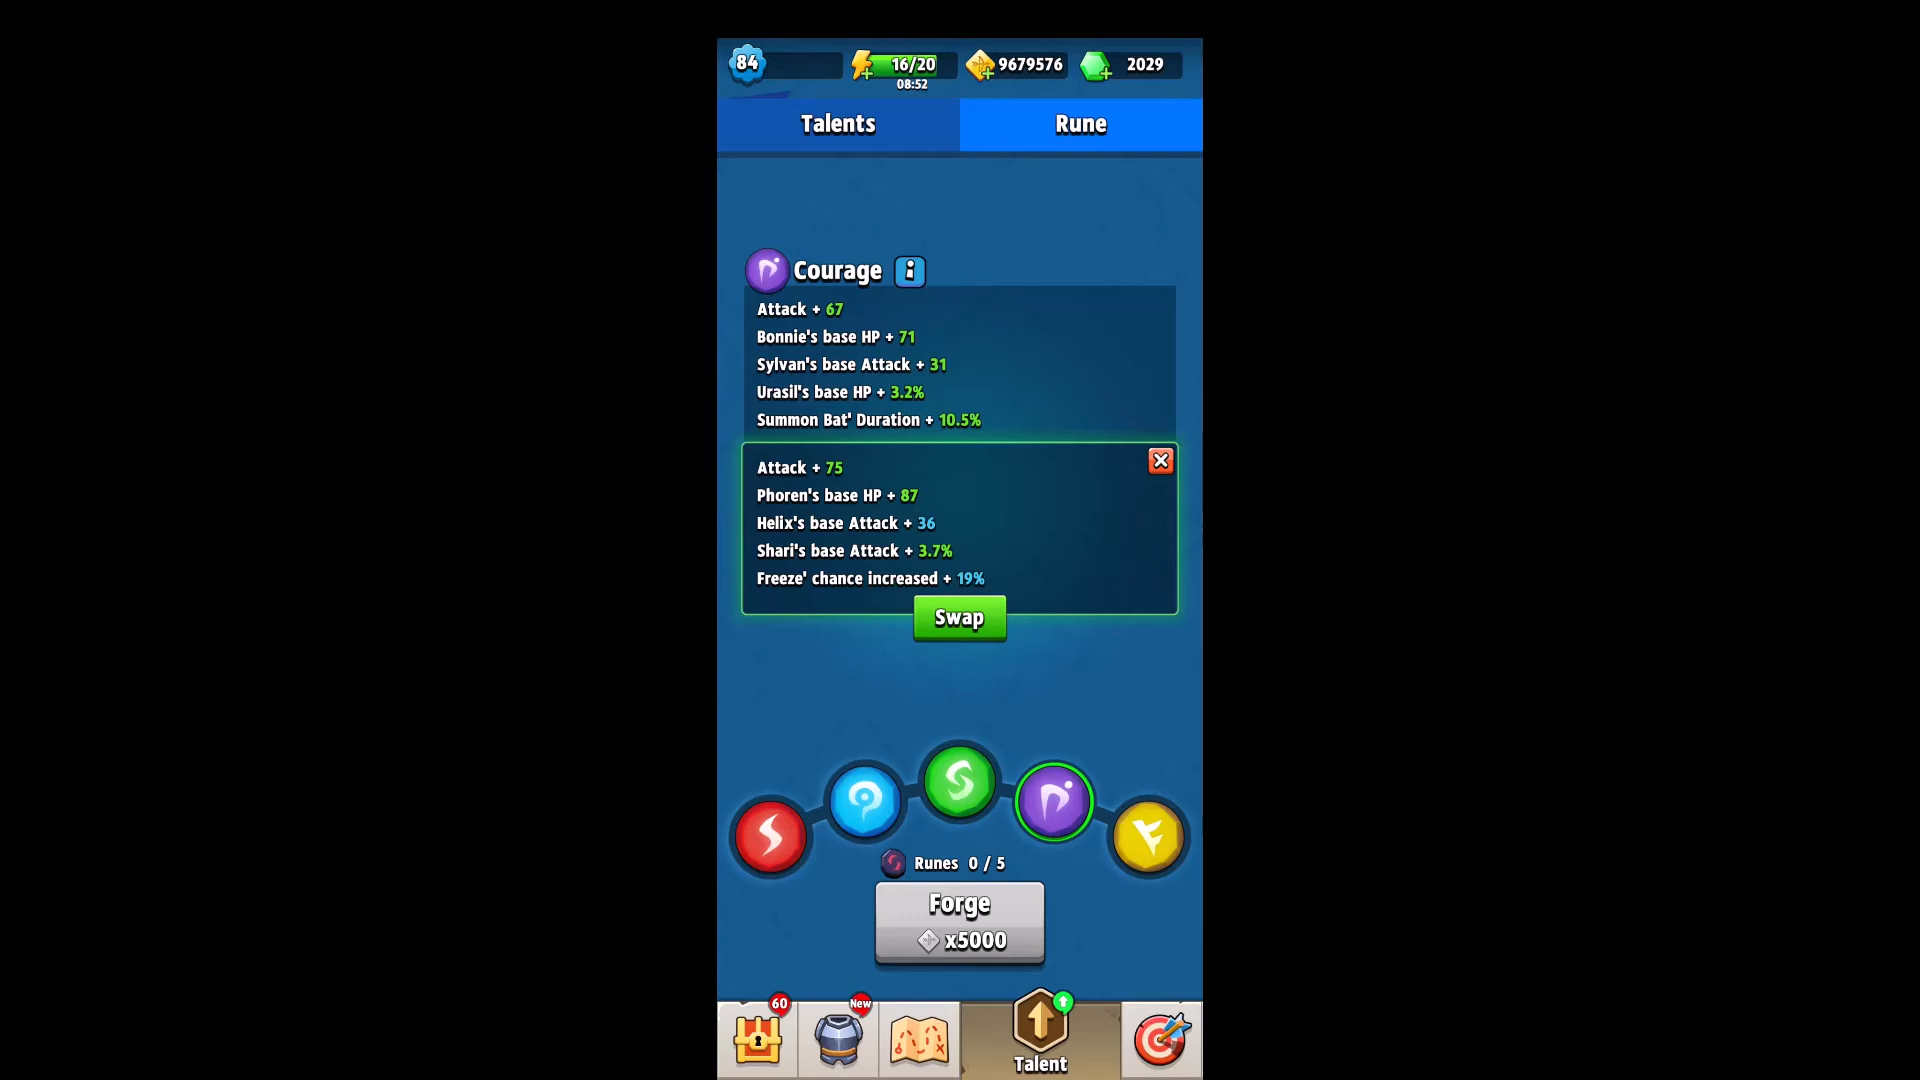 84
16/20
9679576
2029
08:52
Talents
Rune
Courage
Attack + 67
Bonnie's base HP + 71
Sylvan's base Attack + 31
Urasil's base HP + 3.2%
Summon Bat' Duration + 10.5%
Attack + 75
Phoren's base HP + 87
Helix's base Attack + 36
Shari's base Attack + 3.7%
Freeze' chance increased + 19%
Swap
Runes 0 / 5
Forge
x5000
60
New
Talent